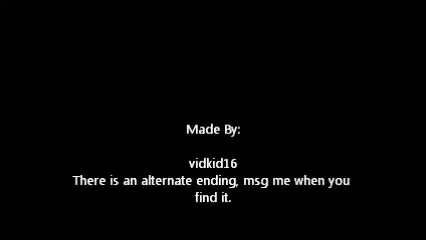 Made By:
vidkid16
There is an alternate ending, msg me when you
find it.